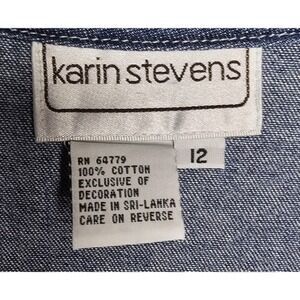 karin stevens
12
RN 64779
100% COTTON
EXCLUSIVE OF
DECORATION
MADE IN SRI-LANKA
CARE ON REVERSE